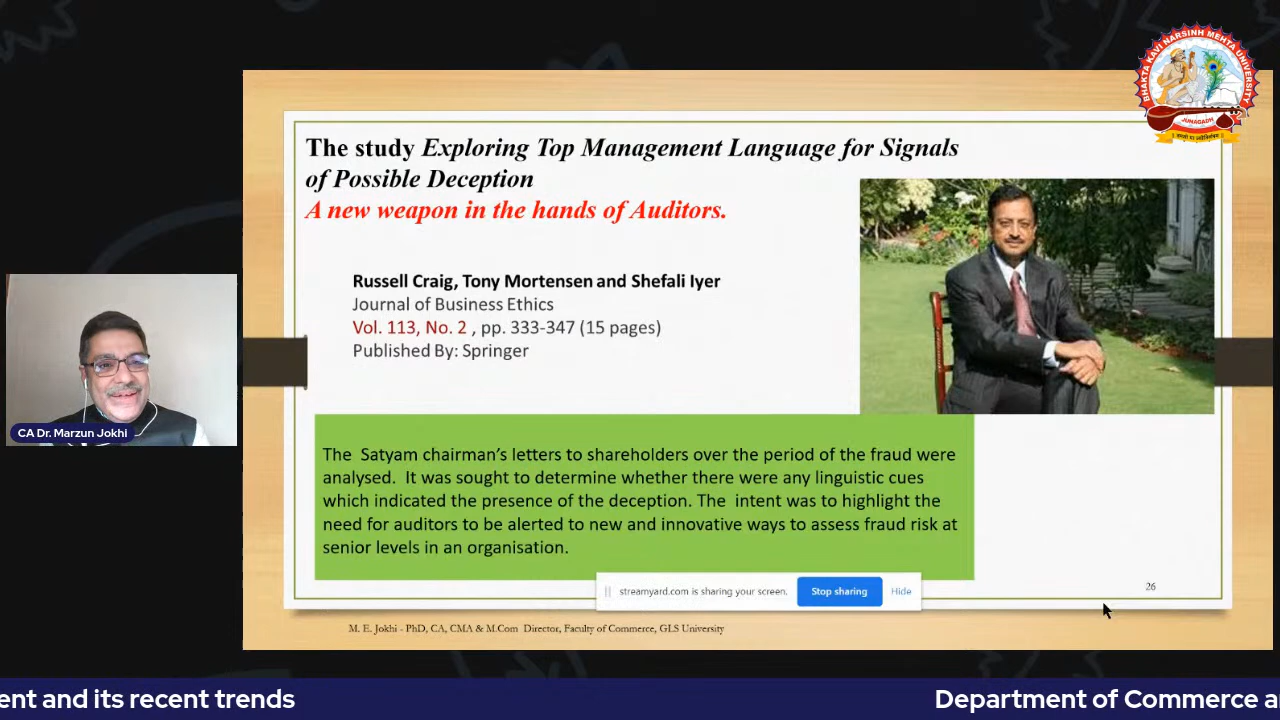 BHAKTA KAVI NARSINH MEHTA UNIVERSITY
JUNAGADH
The study Exploring Top Management Language for Signals
of Possible Deception
A new weapon in the hands of Auditors.
Russell Craig, Tony Mortensen and Shefali Iyer
Journal of Business Ethics
Vol. 113, No. 2 , pp. 333-347 (15 pages)
Published By: Springer
CA Dr. Marzun Jokhi
The Satyam chairman's letters to shareholders over the period of the fraud were
analysed. It was sought to determine whether there were any linguistic cues
which indicated the presence of the deception. The intent was to highlight the
need for auditors to be alerted to new and innovative ways to assess fraud risk at
senior levels in an organisation.
streamyard.com is sharing your screen.
Stop sharing
Hide
26
M. E. Jokhi - PhD, CA, CMA & M.Com Director, Faculty of Commerce, GLS University
ent and its recent trends
Department of Commerce a